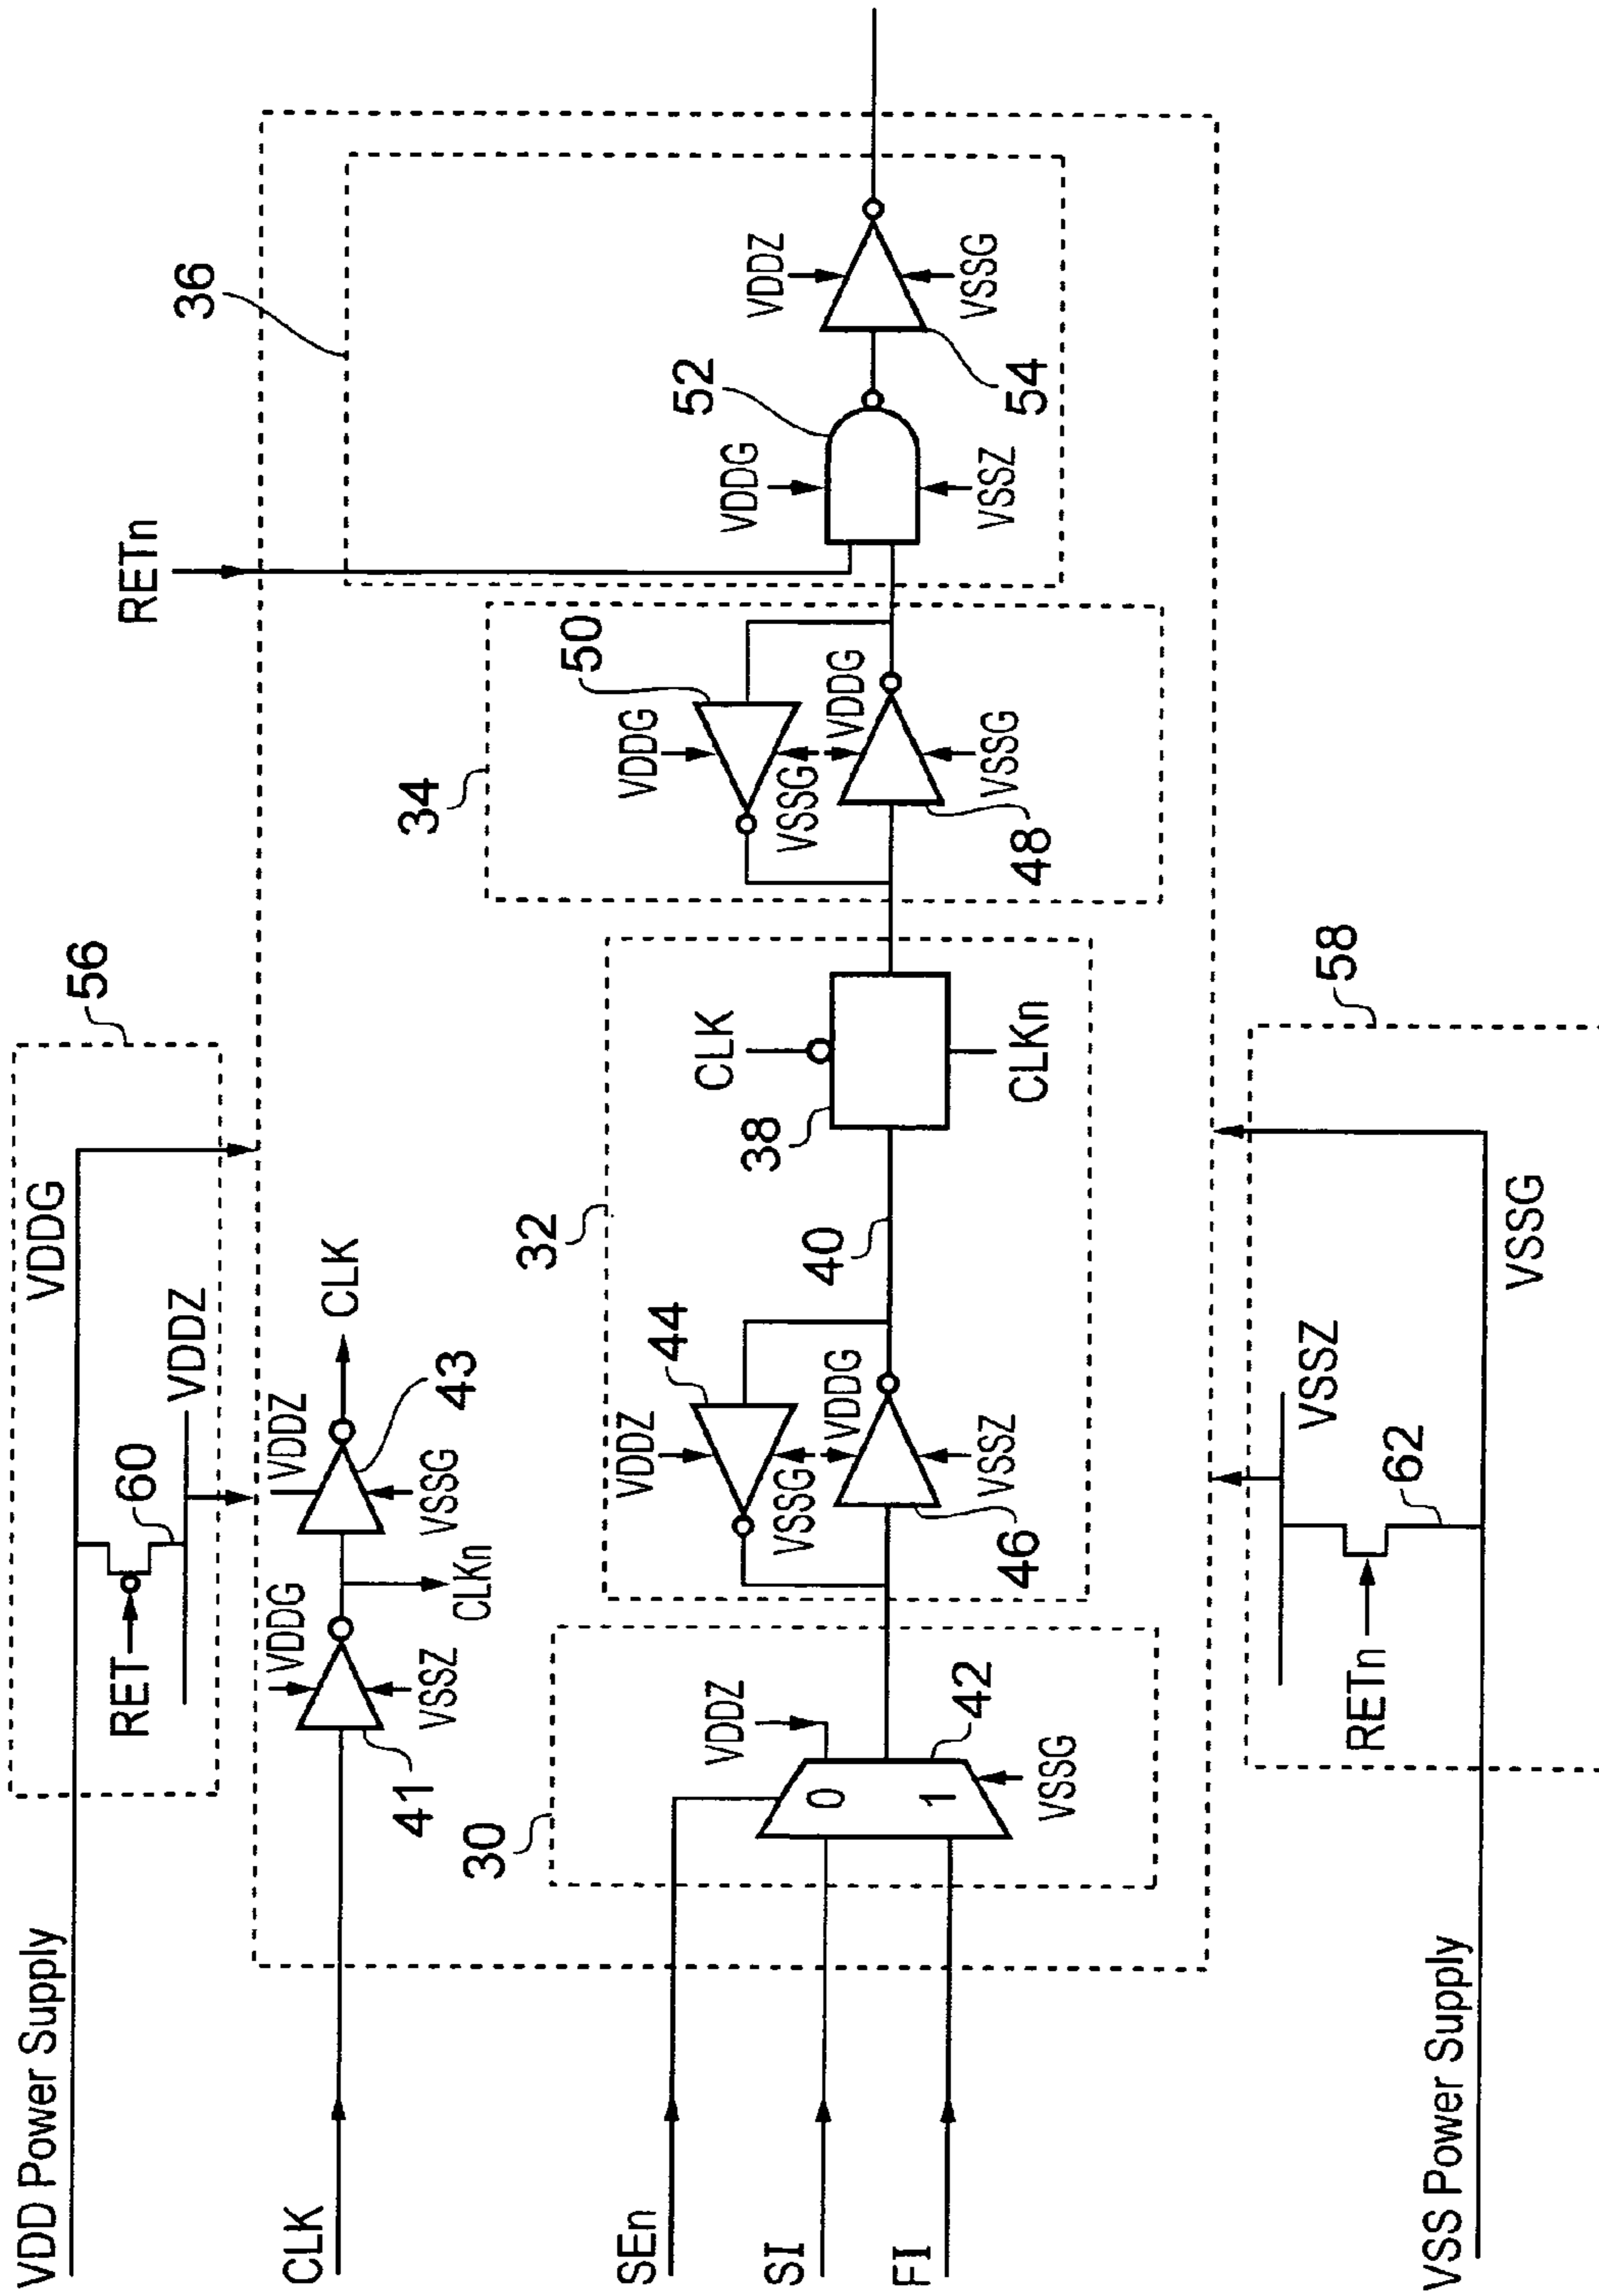 VDD Power Supply
VDDG
56
RET
60
VDDZ
CLK
41
VDDG
VSSZ
CLKn
43
VDDZ
VSSG
CLK
SEn
SI
FI
30
0
1
VDDZ
42
VSSG
32
44
VDDZ
VSSG
VDDG
46
VSSZ
40
38
CLK
CLKn
34
50
VDDG
VSSG
VDDG
48
VSSG
RETn
36
52
VDDG
VSSZ
54
VDDZ
VSSG
58
VSSZ
RETn
62
VSSG
VSS Power Supply